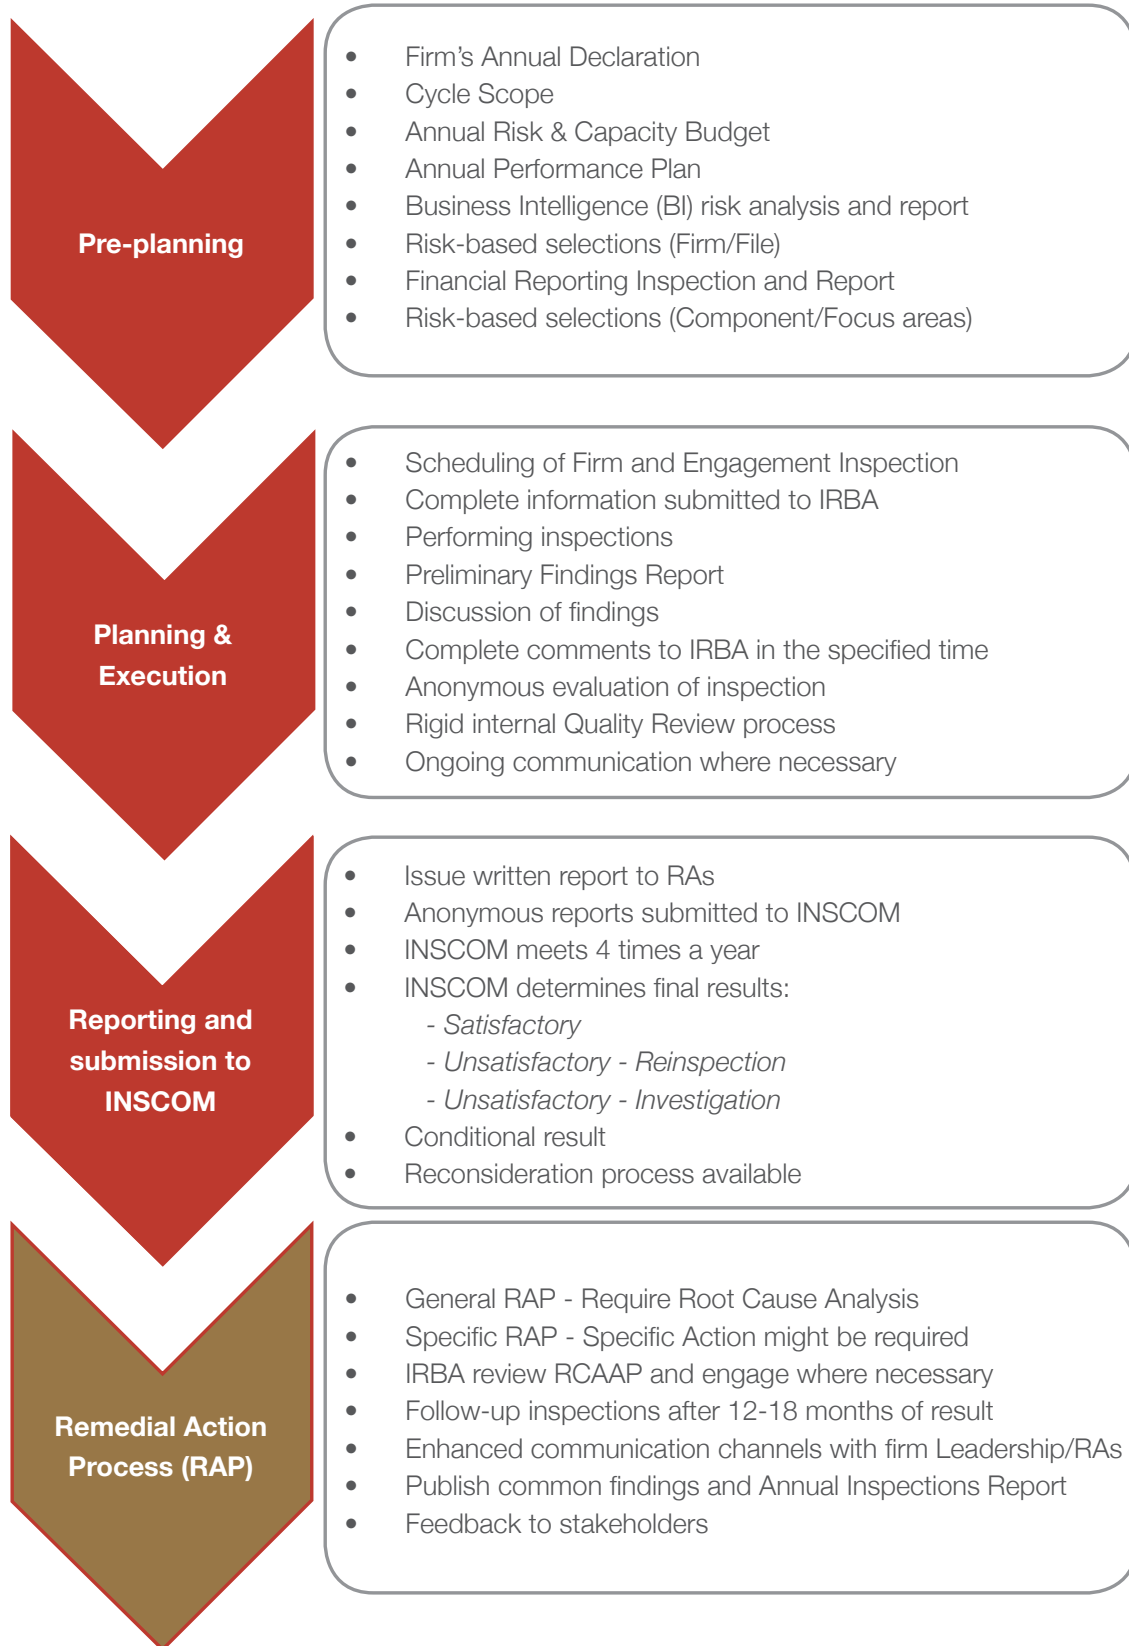 Pre-planning
• Firm’s Annual Declaration
• Cycle Scope
• Annual Risk & Capacity Budget
• Annual Performance Plan
• Business Intelligence (BI) risk analysis and report
• Risk-based selections (Firm/File)
• Financial Reporting Inspection and Report
• Risk-based selections (Component/Focus areas)
Planning &
Execution
• Scheduling of Firm and Engagement Inspection
• Complete information submitted to IRBA
• Performing inspections
• Preliminary Findings Report
• Discussion of findings
• Complete comments to IRBA in the specified time
• Anonymous evaluation of inspection
• Rigid internal Quality Review process
• Ongoing communication where necessary
Reporting and
submission to
INSCOM
• Issue written report to RAs
• Anonymous reports submitted to INSCOM
• INSCOM meets 4 times a year
• INSCOM determines final results:
- Satisfactory
- Unsatisfactory - Reinspection
- Unsatisfactory - Investigation
• Conditional result
• Reconsideration process available
Remedial Action
Process (RAP)
• General RAP - Require Root Cause Analysis
• Specific RAP - Specific Action might be required
• IRBA review RCAAP and engage where necessary
• Follow-up inspections after 12-18 months of result
• Enhanced communication channels with firm Leadership/RAs
• Publish common findings and Annual Inspections Report
• Feedback to stakeholders